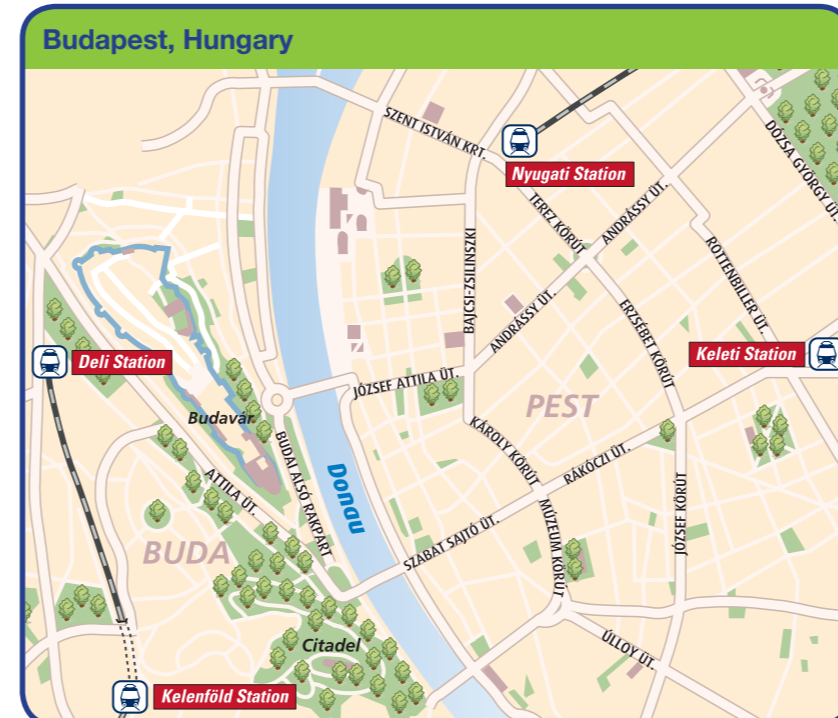 Budapest, Hungary
SZENT ISTVÁN KRT.
Nyugati Station
DÓZSA GYÖRGY ÚT.
TEREZ KÖRÚT
ANDRÁSSY ÚT.
BAJCSI-ZSILINSZKI
ROTTENBILLER ÚT.
ANDRÁSSY ÚT.
ERZSÉBET KÖRÚT
Deli Station
Keleti Station
JÓZSEF ATTILA ÚT.
Budavár
PEST
KÁROLY KÖRÚT
BUDAI ALSÓ RAKPART
RÁKÓCZI ÚT.
Donau
ATTILA ÚT.
BUDA
SZABAT SAJTÓ ÚT.
MÚZEUM KÖRÚT
JÓZSEF KÖRÚT
Citadel
ÚLLOY ÚT.
Kelenföld Station